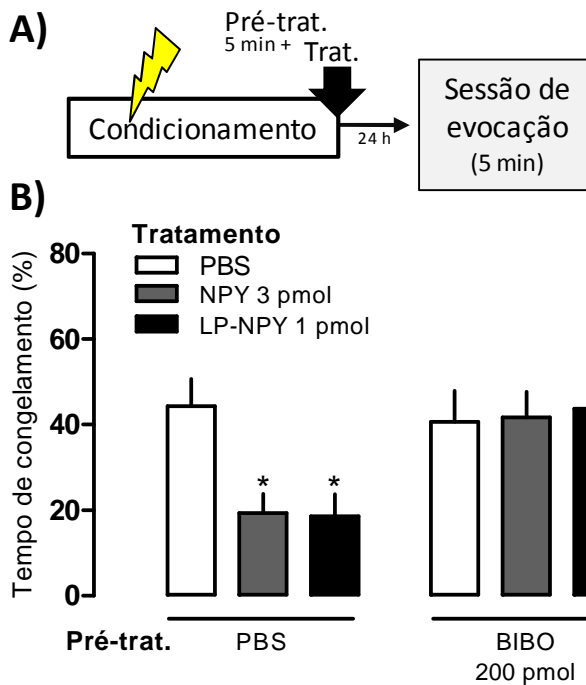 A)
Pré-trat.
5 min +
Trat.
Condicionamento
24 h
Sessão de
evocação
(5 min)
B)
Tratamento
PBS
NPY 3 pmol
LP-NPY 1 pmol
Tempo de congelamento (%)
80
60
40
20
0
* *
Pré-trat. PBS BIBO
200 pmol